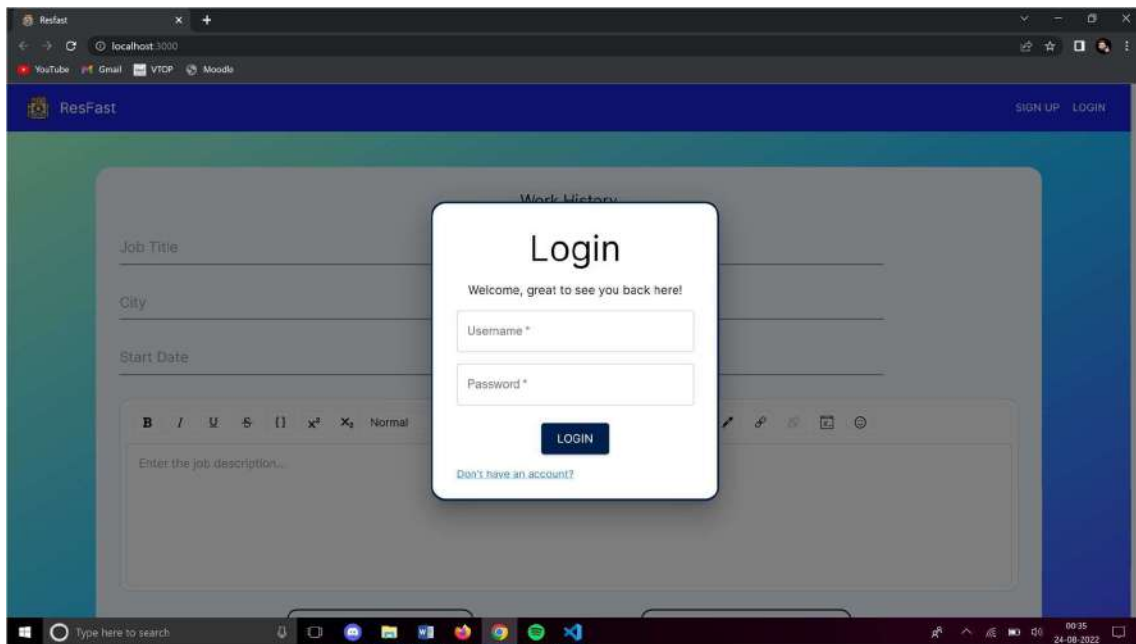 Resfast
localhost:3000
YouTube Gmail VTOP Moodle
ResFast SIGN UP LOGIN
Work History
Job Title
City
Start Date
B I U S {} x² X₂ Normal
Enter the job description...
Login
Welcome, great to see you back here!
Username *
Password *
LOGIN
Don't have an account?
Type here to search
00:35
24-08-2022